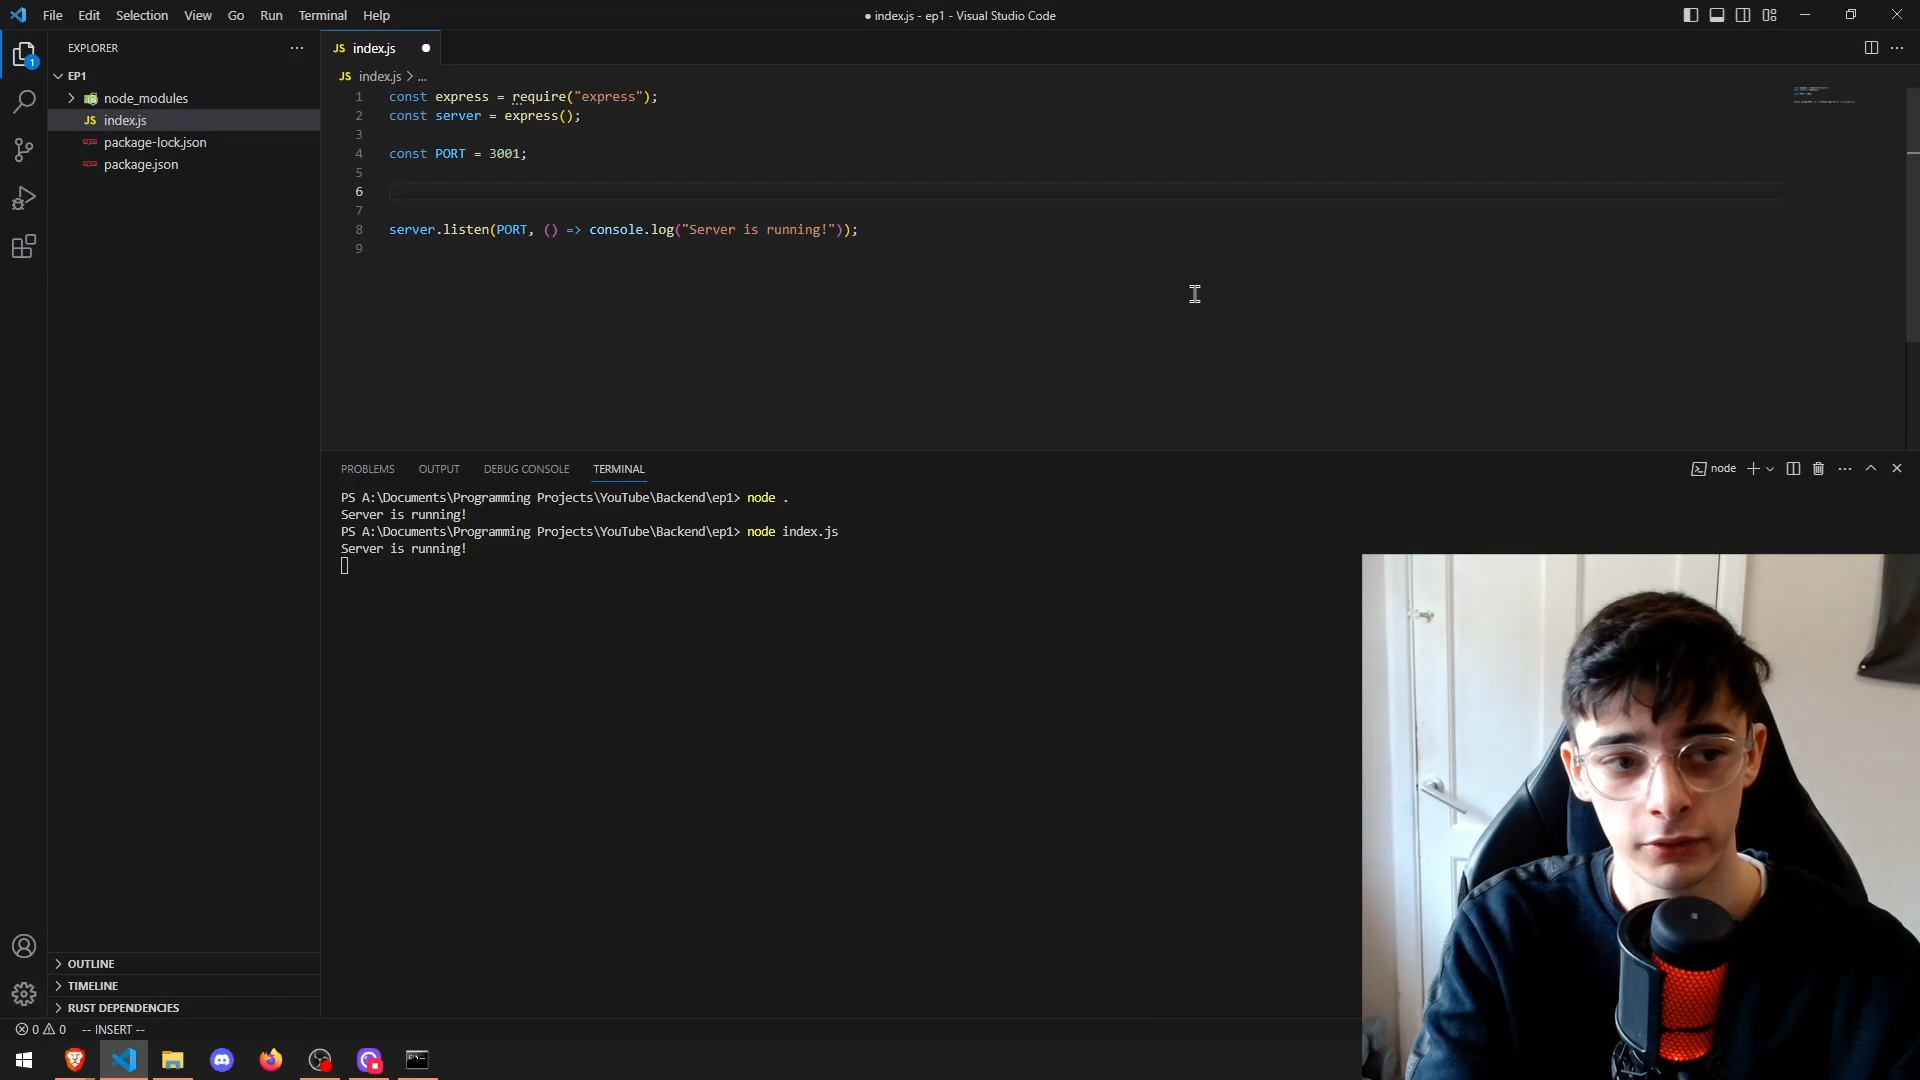 File Edit Selection View Go Run Terminal Help
● index.js - ep1 - Visual Studio Code
EXPLORER
1
EP1
node_modules
JS index.js
package-lock.json
package.json
JS index.js
JS index.js > ...
1 const express = require("express");
2 const server = express();
3
4 const PORT = 3001;
5
6
7
8 server.listen(PORT, () => console.log("Server is running!"));
9
PROBLEMS OUTPUT DEBUG CONSOLE TERMINAL
node
PS A:\Documents\Programming Projects\YouTube\Backend\ep1> node .
Server is running!
PS A:\Documents\Programming Projects\YouTube\Backend\ep1> node index.js
Server is running!
OUTLINE
TIMELINE
RUST DEPENDENCIES
0 0 -- INSERT --